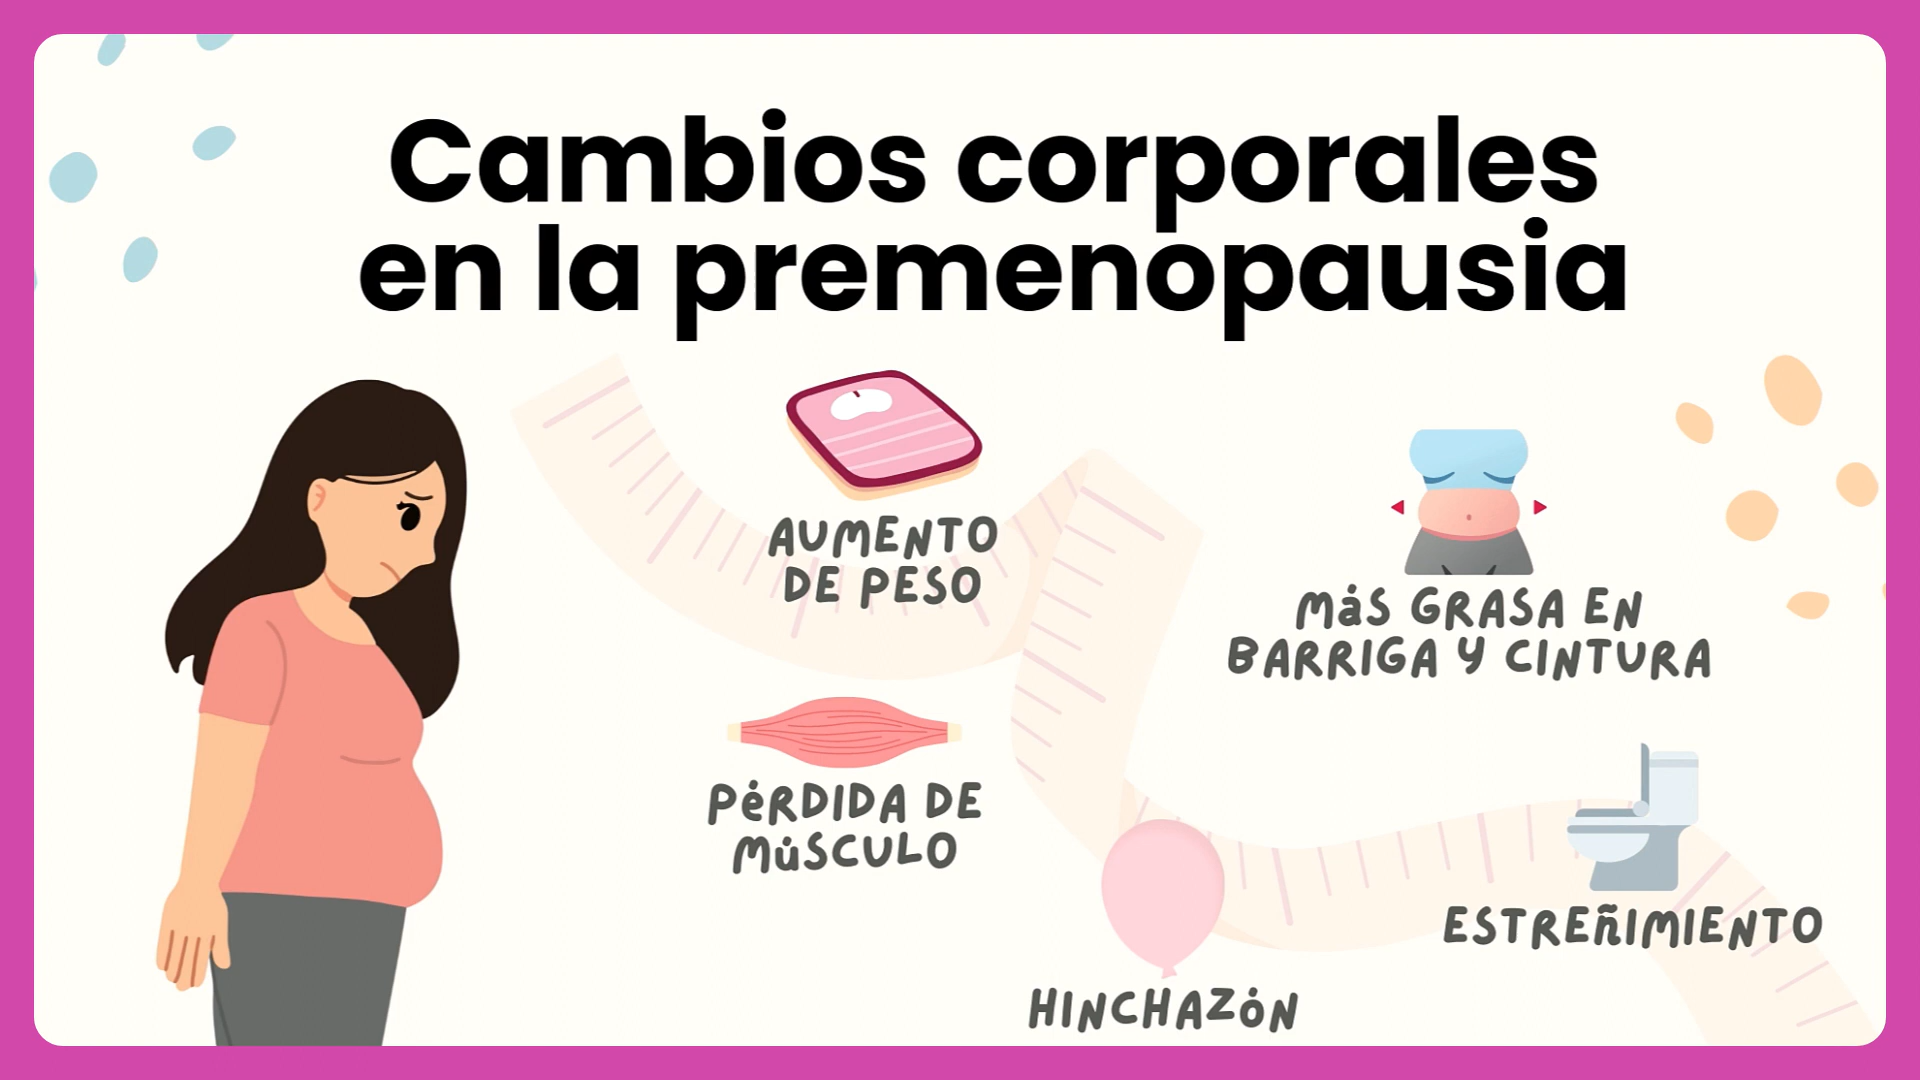 Cambios corporales
en la premenopausia
AUMENTO
DE PESO
MáS GRASA EN
BARRIGA Y CINTURA
PéRDIDA DE
MúSCULO
ESTREñIMIENTO
HINCHAZóN